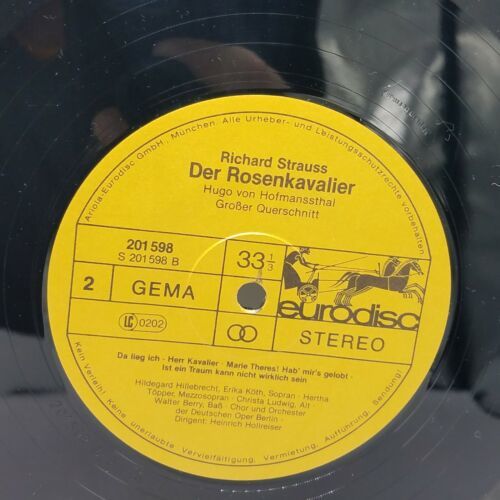 Ariola-Eurodisc GmbH, München. Alle Urheber- und Leistungsschutzrechte vorbehalten
Richard Strauss
Der Rosenkavalier
Hugo von Hofmannsthal
Großer Querschnitt
201 598
S 201 598 B
33 1/3
2
GEMA
eurodisc
LC 0202
STEREO
Da lieg ich · Herr Kavalier · Marie Theres! Hab' mir's gelobt ·
Ist ein Traum kann nicht wirklich sein
Hildegard Hillebrecht, Erika Köth, Sopran · Hertha
Töpper, Mezzosopran · Christa Ludwig, Alt ·
Walter Berry, Baß · Chor und Orchester
der Deutschen Oper Berlin ·
Dirigent: Heinrich Hollreiser
Kein Verleih! Keine unerlaubte Vervielfältigung, Vermietung, Aufführung, Sendung!